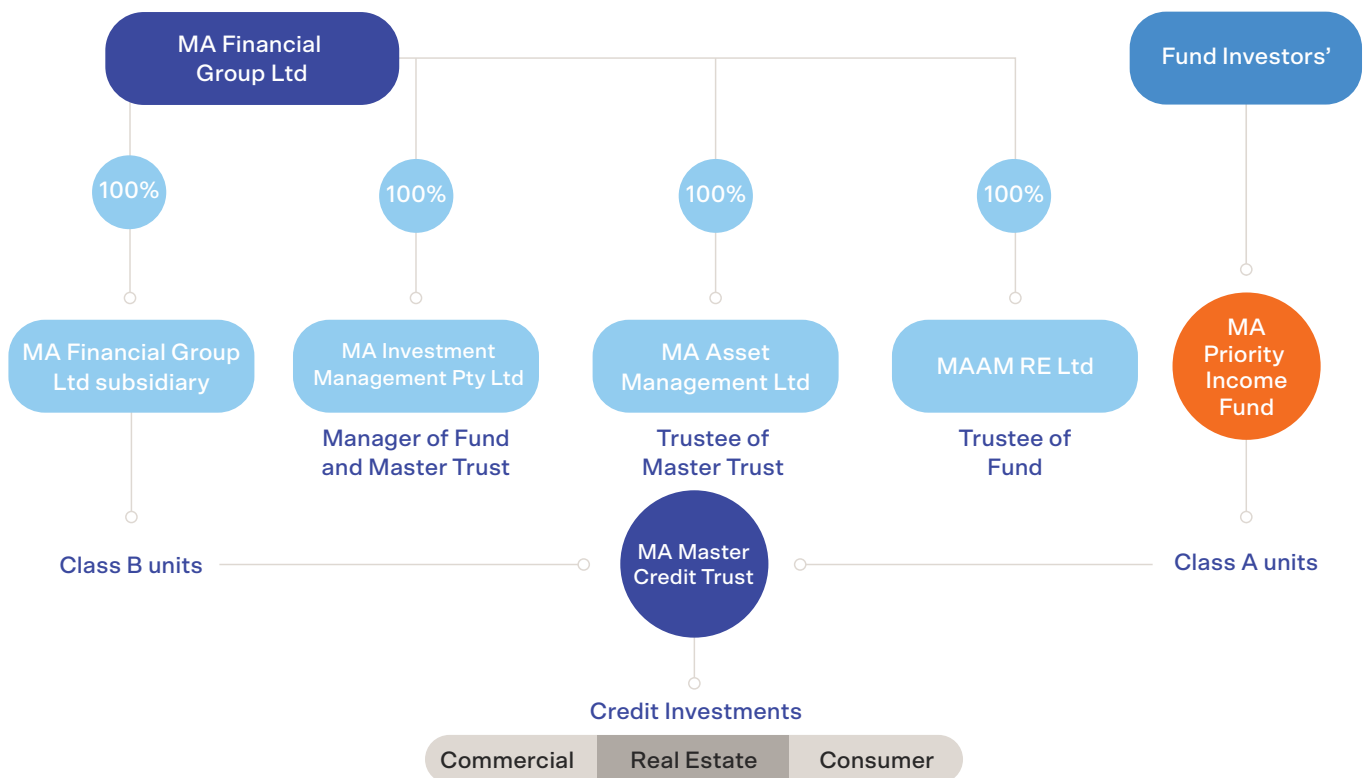 MA Financial
Group Ltd
Fund Investors’
100%
100%
100%
100%
MA Financial Group
Ltd subsidiary
MA Investment
Management Pty Ltd
MA Asset
Management Ltd
MAAM RE Ltd
MA
Priority
Income
Fund
Manager of Fund
and Master Trust
Trustee of
Master Trust
Trustee of
Fund
Class B units
MA Master
Credit Trust
Class A units
Credit Investments
Commercial
Real Estate
Consumer